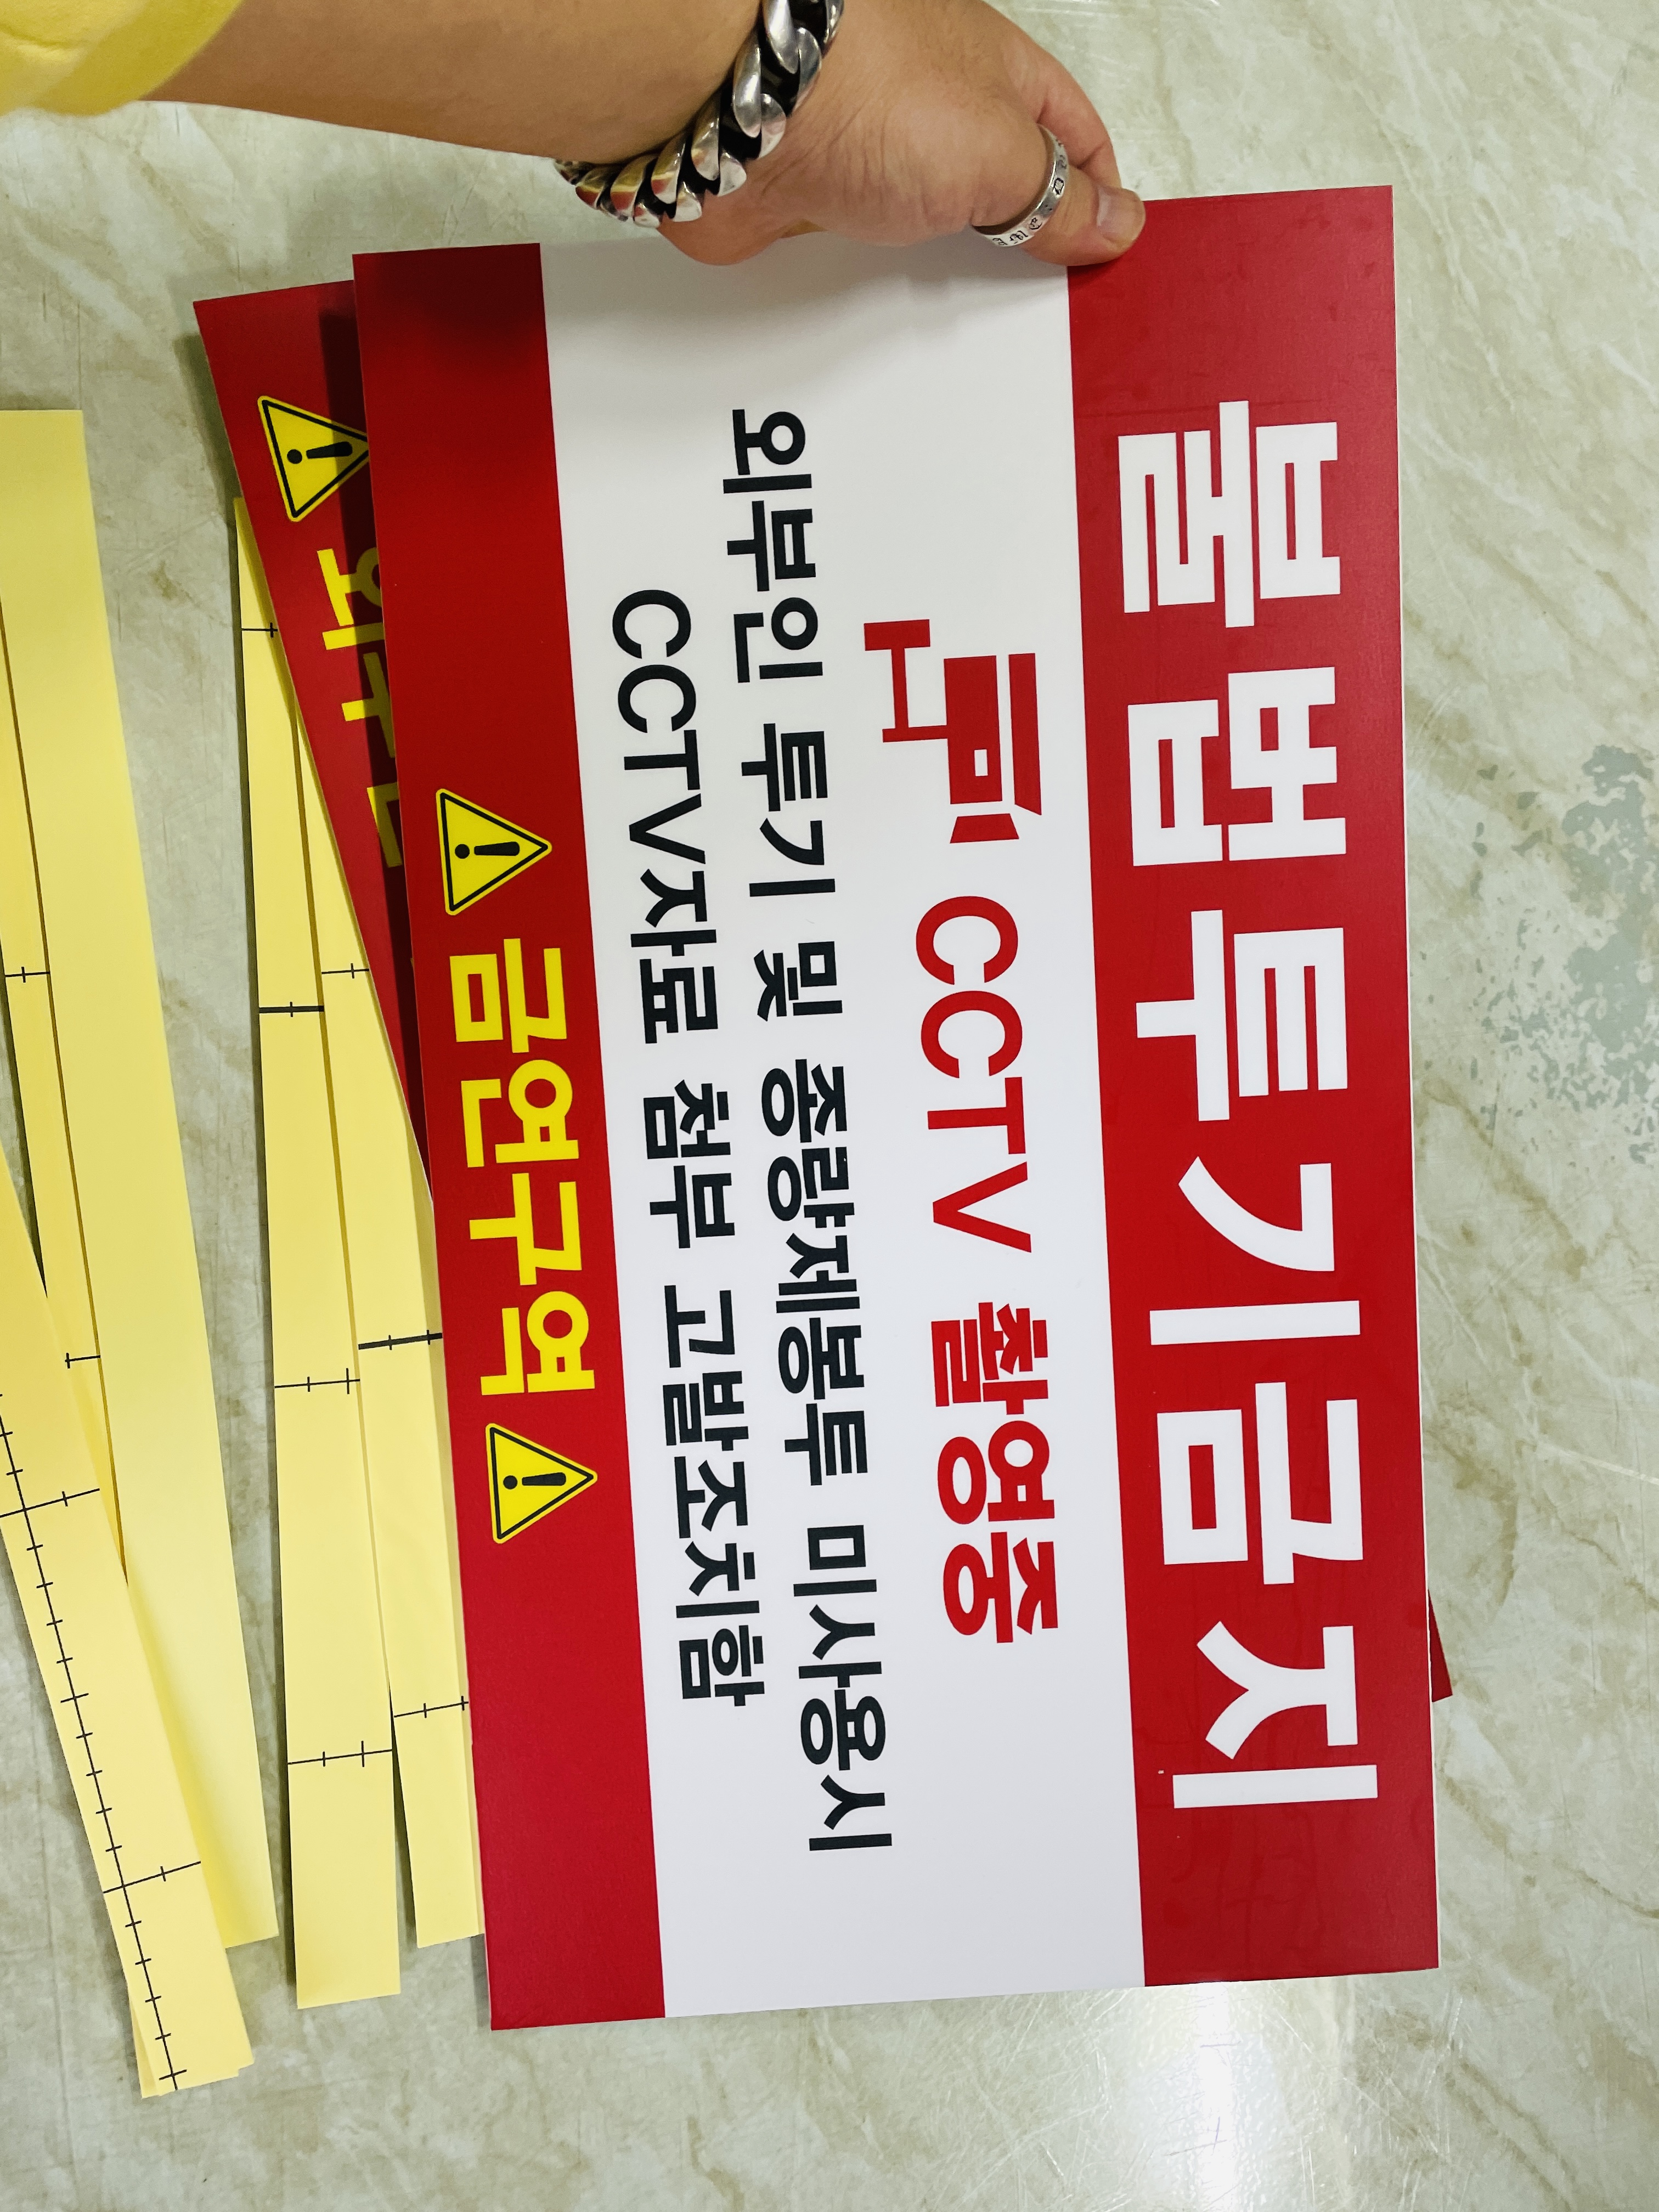 불법투기금지
CCTV 촬영중
외부인 투기 및 종량제봉투 미사용시
CCTV자료 첨부 고발조치함
금연구역